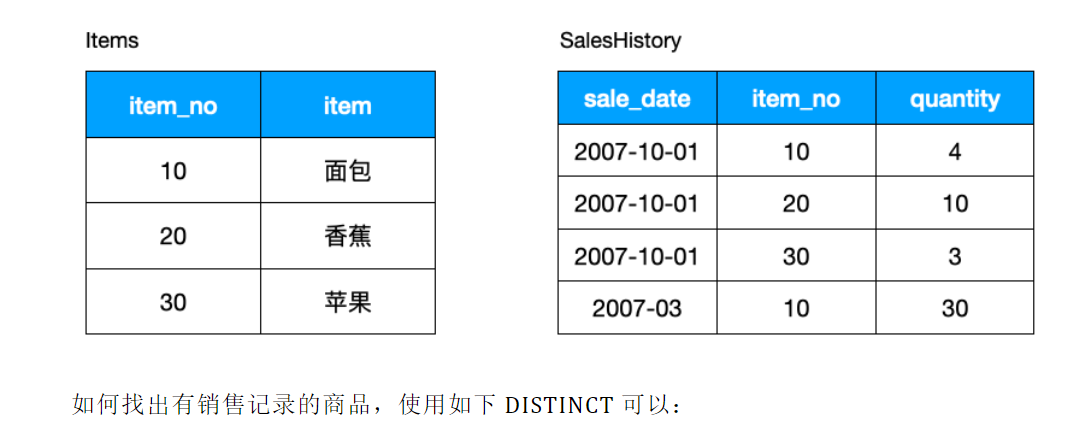 Items
SalesHistory
item_no item
sale_date item_no quantity
10 面包
2007-10-01 10 4
20 香蕉
2007-10-01 20 10
2007-10-01 30 3
30 苹果
2007-03 10 30
如何找出有销售记录的商品，使用如下 DISTINCT 可以：